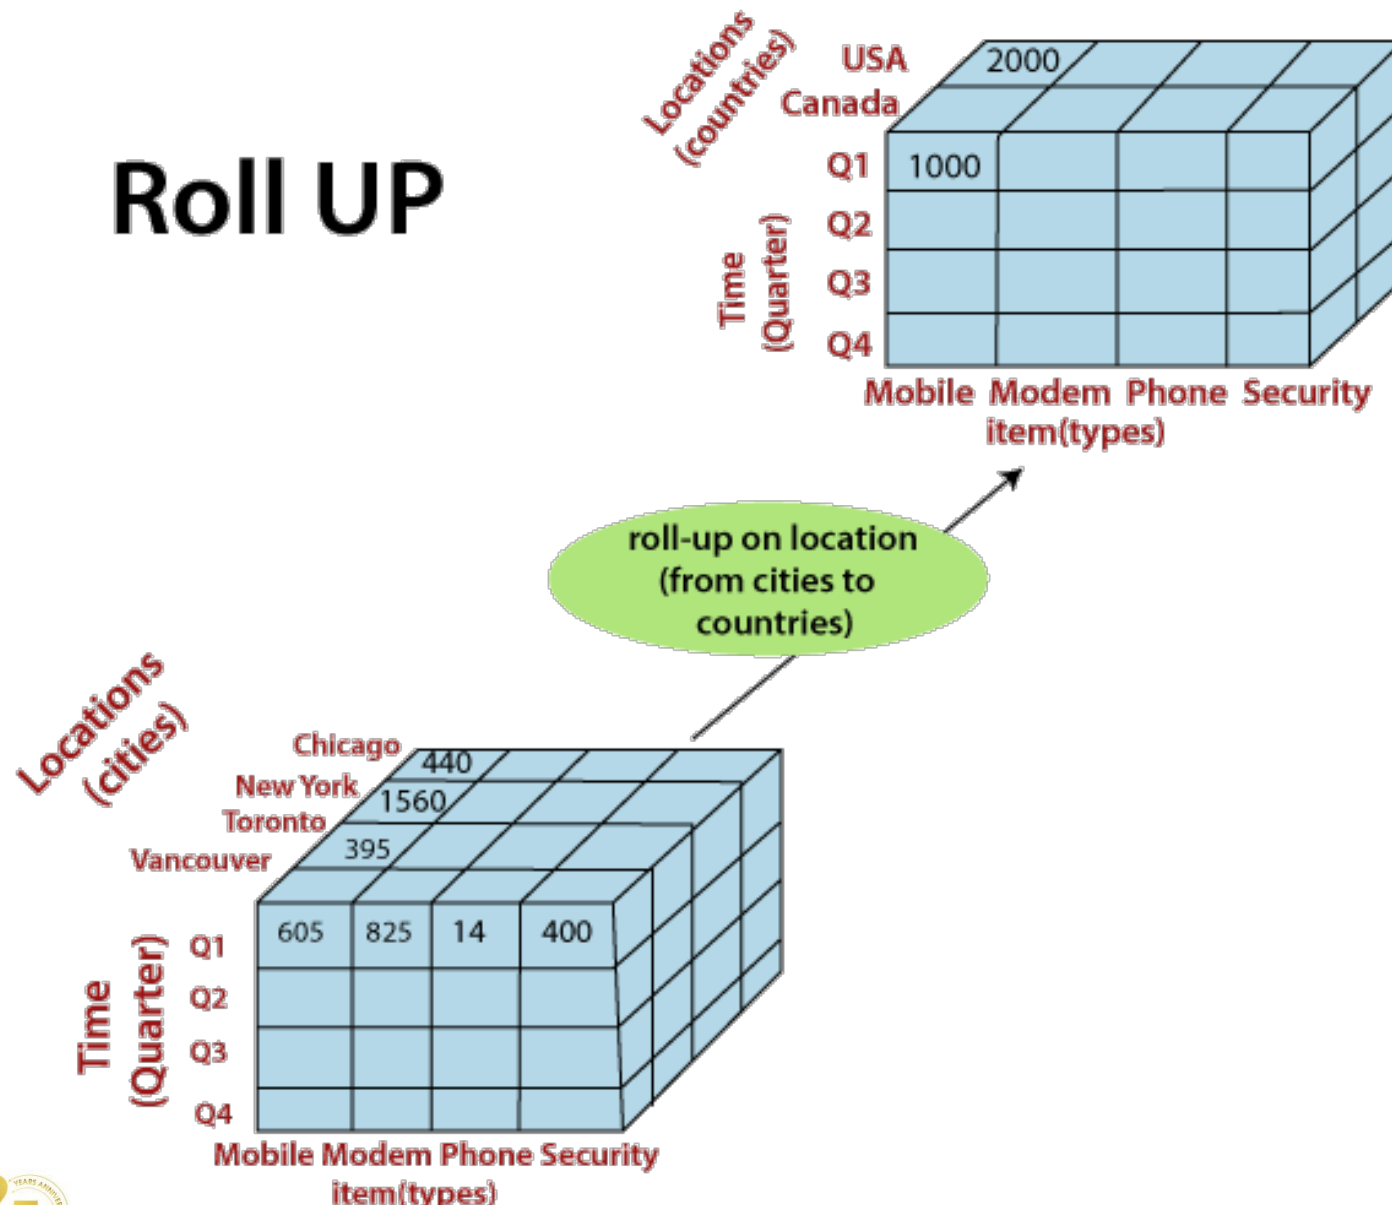 Roll UP
Locations
(countries)
USA
2000
Canada
Q1
1000
Q2
Q3
Q4
Time
(Quarter)
Mobile Modem Phone Security
item(types)
roll-up on location
(from cities to
countries)
Locations
(cities)
Chicago
440
New York
1560
Toronto
395
Vancouver
605 825 14 400
Q1
Q2
Q3
Q4
Time
(Quarter)
Mobile Modem Phone Security
item(types)